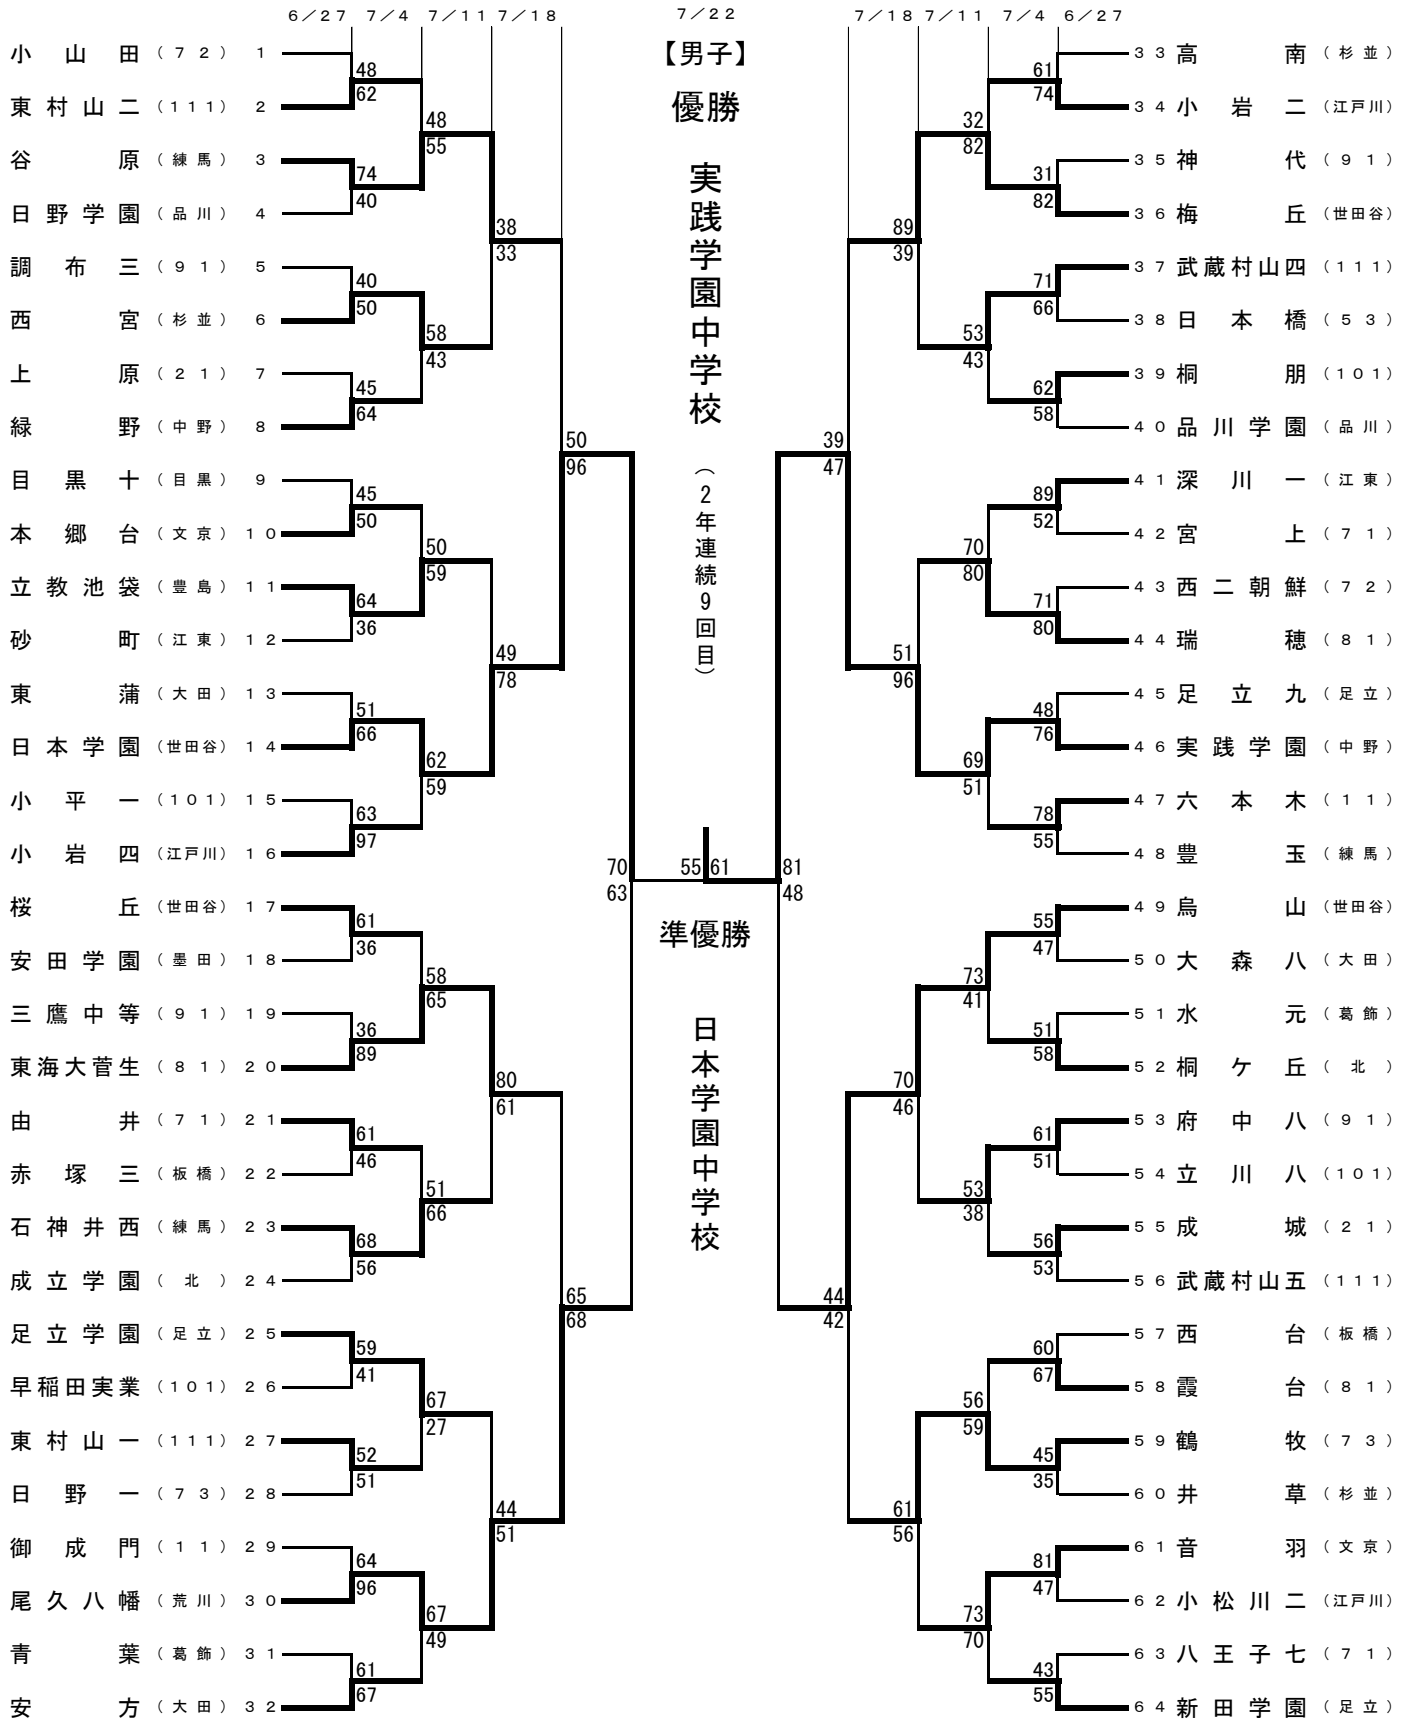 6/27 7/4 7/11 7/18 7/22 7/18 7/11 7/4 6/27
【男子】
優勝
実践学園中学校
(2年連続9回目)
準優勝
日本学園中学校
小山田 (72) 1
48
62
東村山二 (111) 2
48
55
谷原 (練馬) 3
74
40
日野学園 (品川) 4
38
33
調布三 (91) 5
40
50
西宮 (杉並) 6
58
43
上原 (21) 7
45
64
緑野 (中野) 8
50
96
目黒十 (目黒) 9
45
50
本郷台 (文京) 10
50
59
立教池袋 (豊島) 11
64
36
砂町 (江東) 12
49
78
東蒲 (大田) 13
51
66
日本学園 (世田谷) 14
62
59
小平一 (101) 15
63
97
小岩四 (江戸川) 16
70
63
55 61
桜丘 (世田谷) 17
61
36
安田学園 (墨田) 18
58
65
三鷹中等 (91) 19
36
89
東海大菅生 (81) 20
80
61
由井 (71) 21
61
46
赤塚三 (板橋) 22
51
66
石神井西 (練馬) 23
68
56
成立学園 (北) 24
65
68
足立学園 (足立) 25
59
41
早稲田実業 (101) 26
67
27
東村山一 (111) 27
52
51
日野一 (73) 28
44
51
御成門 (11) 29
64
96
尾久八幡 (荒川) 30
67
49
青葉 (葛飾) 31
61
67
安方 (大田) 32
33 高南 (杉並)
61
74
34 小岩二 (江戸川)
32
82
35 神代 (91)
31
82
36 梅丘 (世田谷)
89
39
37 武蔵村山四 (111)
71
66
38 日本橋 (53)
53
43
39 桐朋 (101)
62
58
40 品川学園 (品川)
39
47
41 深川一 (江東)
89
52
42 宮上 (71)
70
80
43 西二朝鮮 (72)
71
80
44 瑞穂 (81)
51
96
45 足立九 (足立)
48
76
46 実践学園 (中野)
69
51
47 六本木 (11)
78
55
48 豊玉 (練馬)
81
48
49 烏山 (世田谷)
55
47
50 大森八 (大田)
73
41
51 水元 (葛飾)
51
58
52 桐ケ丘 (北)
70
46
53 府中八 (91)
61
51
54 立川八 (101)
53
38
55 成城 (21)
56
53
56 武蔵村山五 (111)
44
42
57 西台 (板橋)
60
67
58 霞台 (81)
56
59
59 鶴牧 (73)
45
35
60 井草 (杉並)
61
56
61 音羽 (文京)
81
47
62 小松川二 (江戸川)
73
70
63 八王子七 (71)
43
55
64 新田学園 (足立)